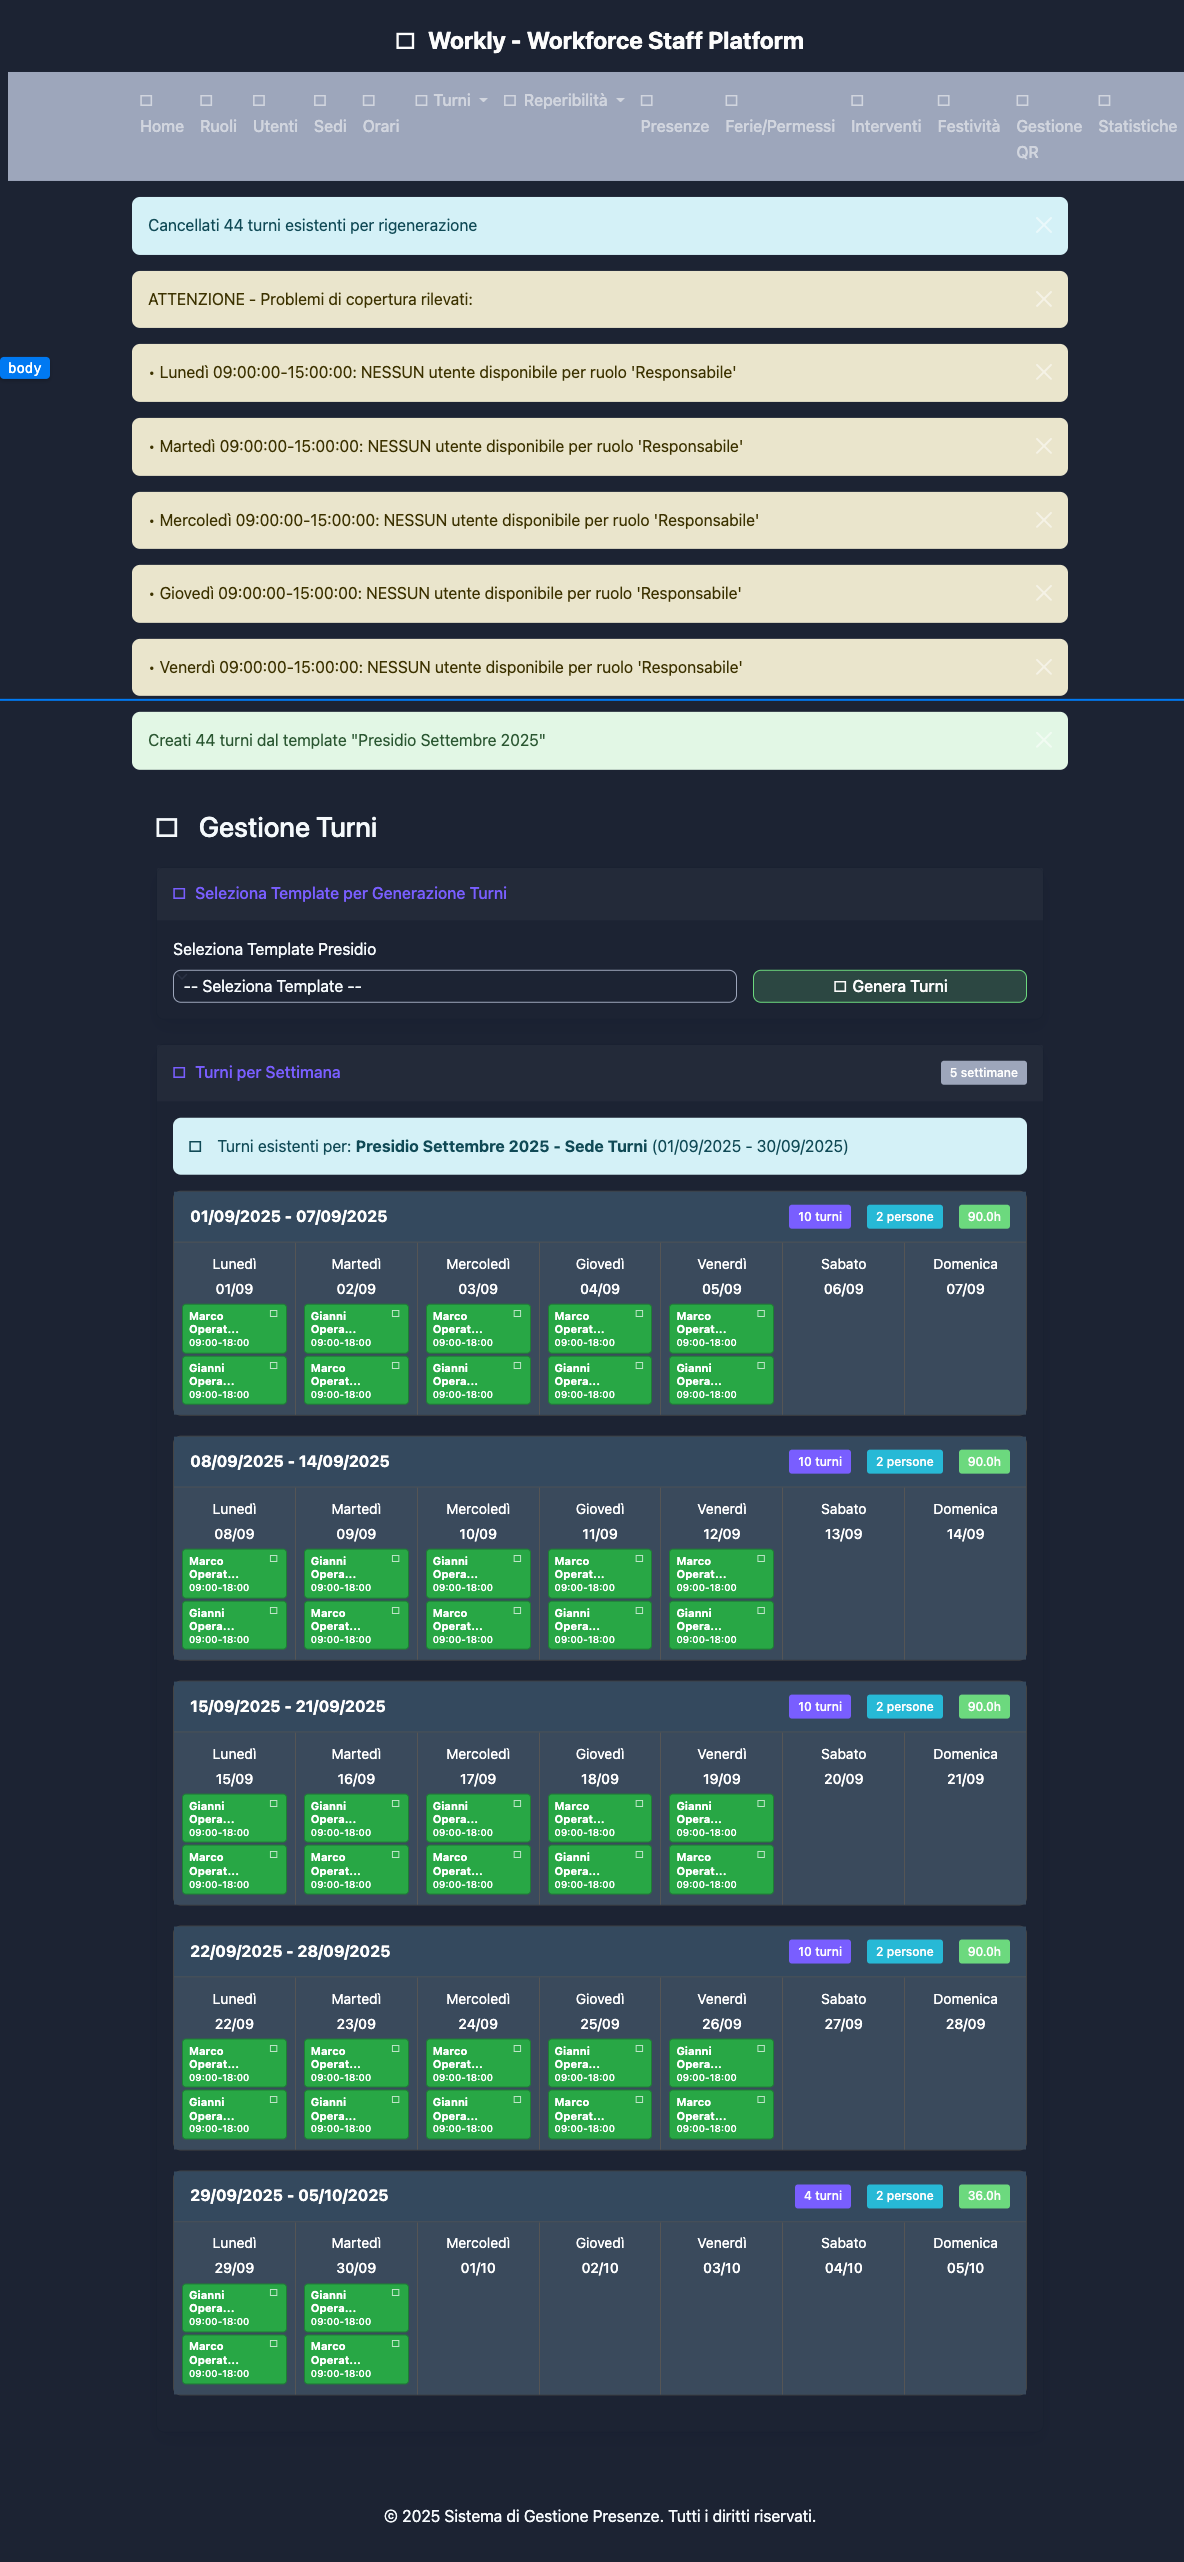 Workly - Workforce Staff Platform
Home
Ruoli
Utenti
Sedi
Orari
Turni
Reperibilità
Presenze
Ferie/Permessi
Interventi
Festività
Gestione
QR
Statistiche
Cancellati 44 turni esistenti per rigenerazione
ATTENZIONE - Problemi di copertura rilevati:
body
• Lunedì 09:00:00-15:00:00: NESSUN utente disponibile per ruolo 'Responsabile'
• Martedì 09:00:00-15:00:00: NESSUN utente disponibile per ruolo 'Responsabile'
• Mercoledì 09:00:00-15:00:00: NESSUN utente disponibile per ruolo 'Responsabile'
• Giovedì 09:00:00-15:00:00: NESSUN utente disponibile per ruolo 'Responsabile'
• Venerdì 09:00:00-15:00:00: NESSUN utente disponibile per ruolo 'Responsabile'
Creati 44 turni dal template "Presidio Settembre 2025"
Gestione Turni
Seleziona Template per Generazione Turni
Seleziona Template Presidio
-- Seleziona Template --
Genera Turni
Turni per Settimana
5 settimane
Turni esistenti per: Presidio Settembre 2025 - Sede Turni (01/09/2025 - 30/09/2025)
01/09/2025 - 07/09/2025 10 turni 2 persone 90.0h
Lunedì Martedì Mercoledì Giovedì Venerdì Sabato Domenica
01/09 02/09 03/09 04/09 05/09 06/09 07/09
Marco Gianni Marco Marco Marco
Operat... Opera... Operat... Operat... Operat...
09:00-18:00 09:00-18:00 09:00-18:00 09:00-18:00 09:00-18:00
Gianni Marco Gianni Gianni Gianni
Opera... Operat... Opera... Opera... Opera...
09:00-18:00 09:00-18:00 09:00-18:00 09:00-18:00 09:00-18:00
08/09/2025 - 14/09/2025 10 turni 2 persone 90.0h
Lunedì Martedì Mercoledì Giovedì Venerdì Sabato Domenica
08/09 09/09 10/09 11/09 12/09 13/09 14/09
Marco Gianni Gianni Marco Marco
Operat... Opera... Opera... Operat... Operat...
09:00-18:00 09:00-18:00 09:00-18:00 09:00-18:00 09:00-18:00
Gianni Marco Marco Gianni Gianni
Opera... Operat... Operat... Opera... Opera...
09:00-18:00 09:00-18:00 09:00-18:00 09:00-18:00 09:00-18:00
15/09/2025 - 21/09/2025 10 turni 2 persone 90.0h
Lunedì Martedì Mercoledì Giovedì Venerdì Sabato Domenica
15/09 16/09 17/09 18/09 19/09 20/09 21/09
Gianni Gianni Gianni Marco Gianni
Opera... Opera... Opera... Operat... Opera...
09:00-18:00 09:00-18:00 09:00-18:00 09:00-18:00 09:00-18:00
Marco Marco Marco Gianni Marco
Operat... Operat... Operat... Opera... Operat...
09:00-18:00 09:00-18:00 09:00-18:00 09:00-18:00 09:00-18:00
22/09/2025 - 28/09/2025 10 turni 2 persone 90.0h
Lunedì Martedì Mercoledì Giovedì Venerdì Sabato Domenica
22/09 23/09 24/09 25/09 26/09 27/09 28/09
Marco Marco Marco Gianni Gianni
Operat... Operat... Operat... Opera... Opera...
09:00-18:00 09:00-18:00 09:00-18:00 09:00-18:00 09:00-18:00
Gianni Gianni Gianni Marco Marco
Opera... Opera... Opera... Operat... Operat...
09:00-18:00 09:00-18:00 09:00-18:00 09:00-18:00 09:00-18:00
29/09/2025 - 05/10/2025 4 turni 2 persone 36.0h
Lunedì Martedì Mercoledì Giovedì Venerdì Sabato Domenica
29/09 30/09 01/10 02/10 03/10 04/10 05/10
Gianni Gianni
Opera... Opera...
09:00-18:00 09:00-18:00
Marco Marco
Operat... Operat...
09:00-18:00 09:00-18:00
© 2025 Sistema di Gestione Presenze. Tutti i diritti riservati.